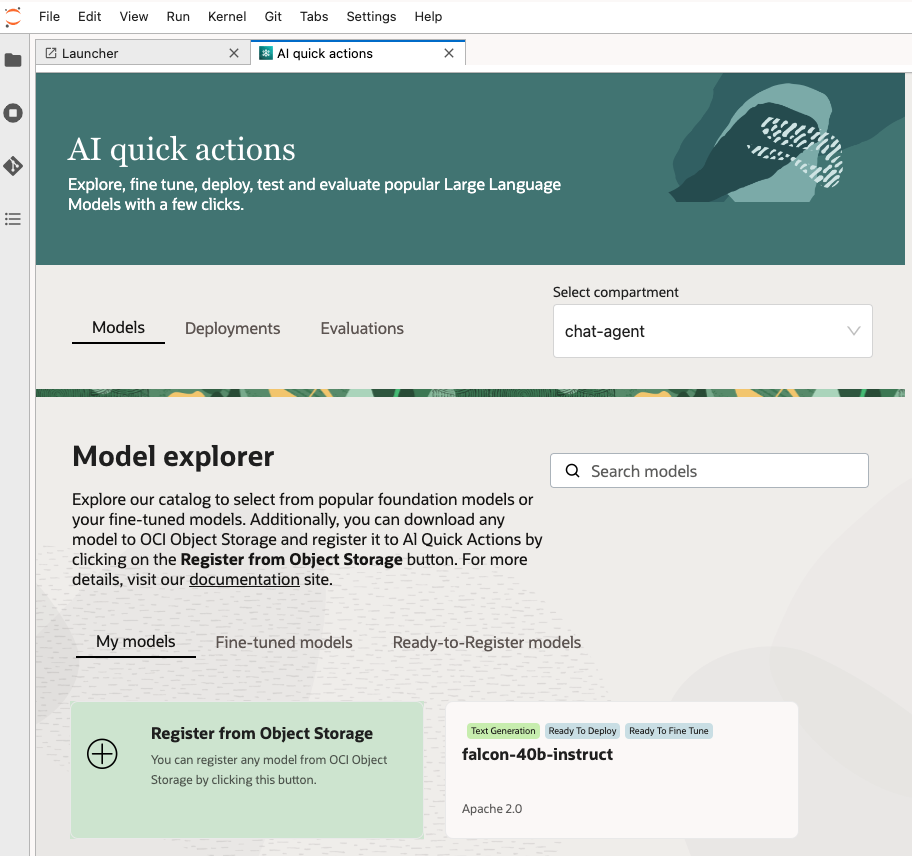 File Edit View Run Kernel Git Tabs Settings Help
Launcher
AI quick actions
AI quick actions
Explore, fine tune, deploy, test and evaluate popular Large Language
Models with a few clicks.
Models Deployments Evaluations
Select compartment
chat-agent
Model explorer
Search models
Explore our catalog to select from popular foundation models or
your fine-tuned models. Additionally, you can download any
model to OCI Object Storage and register it to AI Quick Actions by
clicking on the Register from Object Storage button. For more
details, visit our documentation site.
My models Fine-tuned models Ready-to-Register models
Register from Object Storage
You can register any model from OCI Object
Storage by clicking this button.
Text Generation Ready To Deploy Ready To Fine Tune
falcon-40b-instruct
Apache 2.0